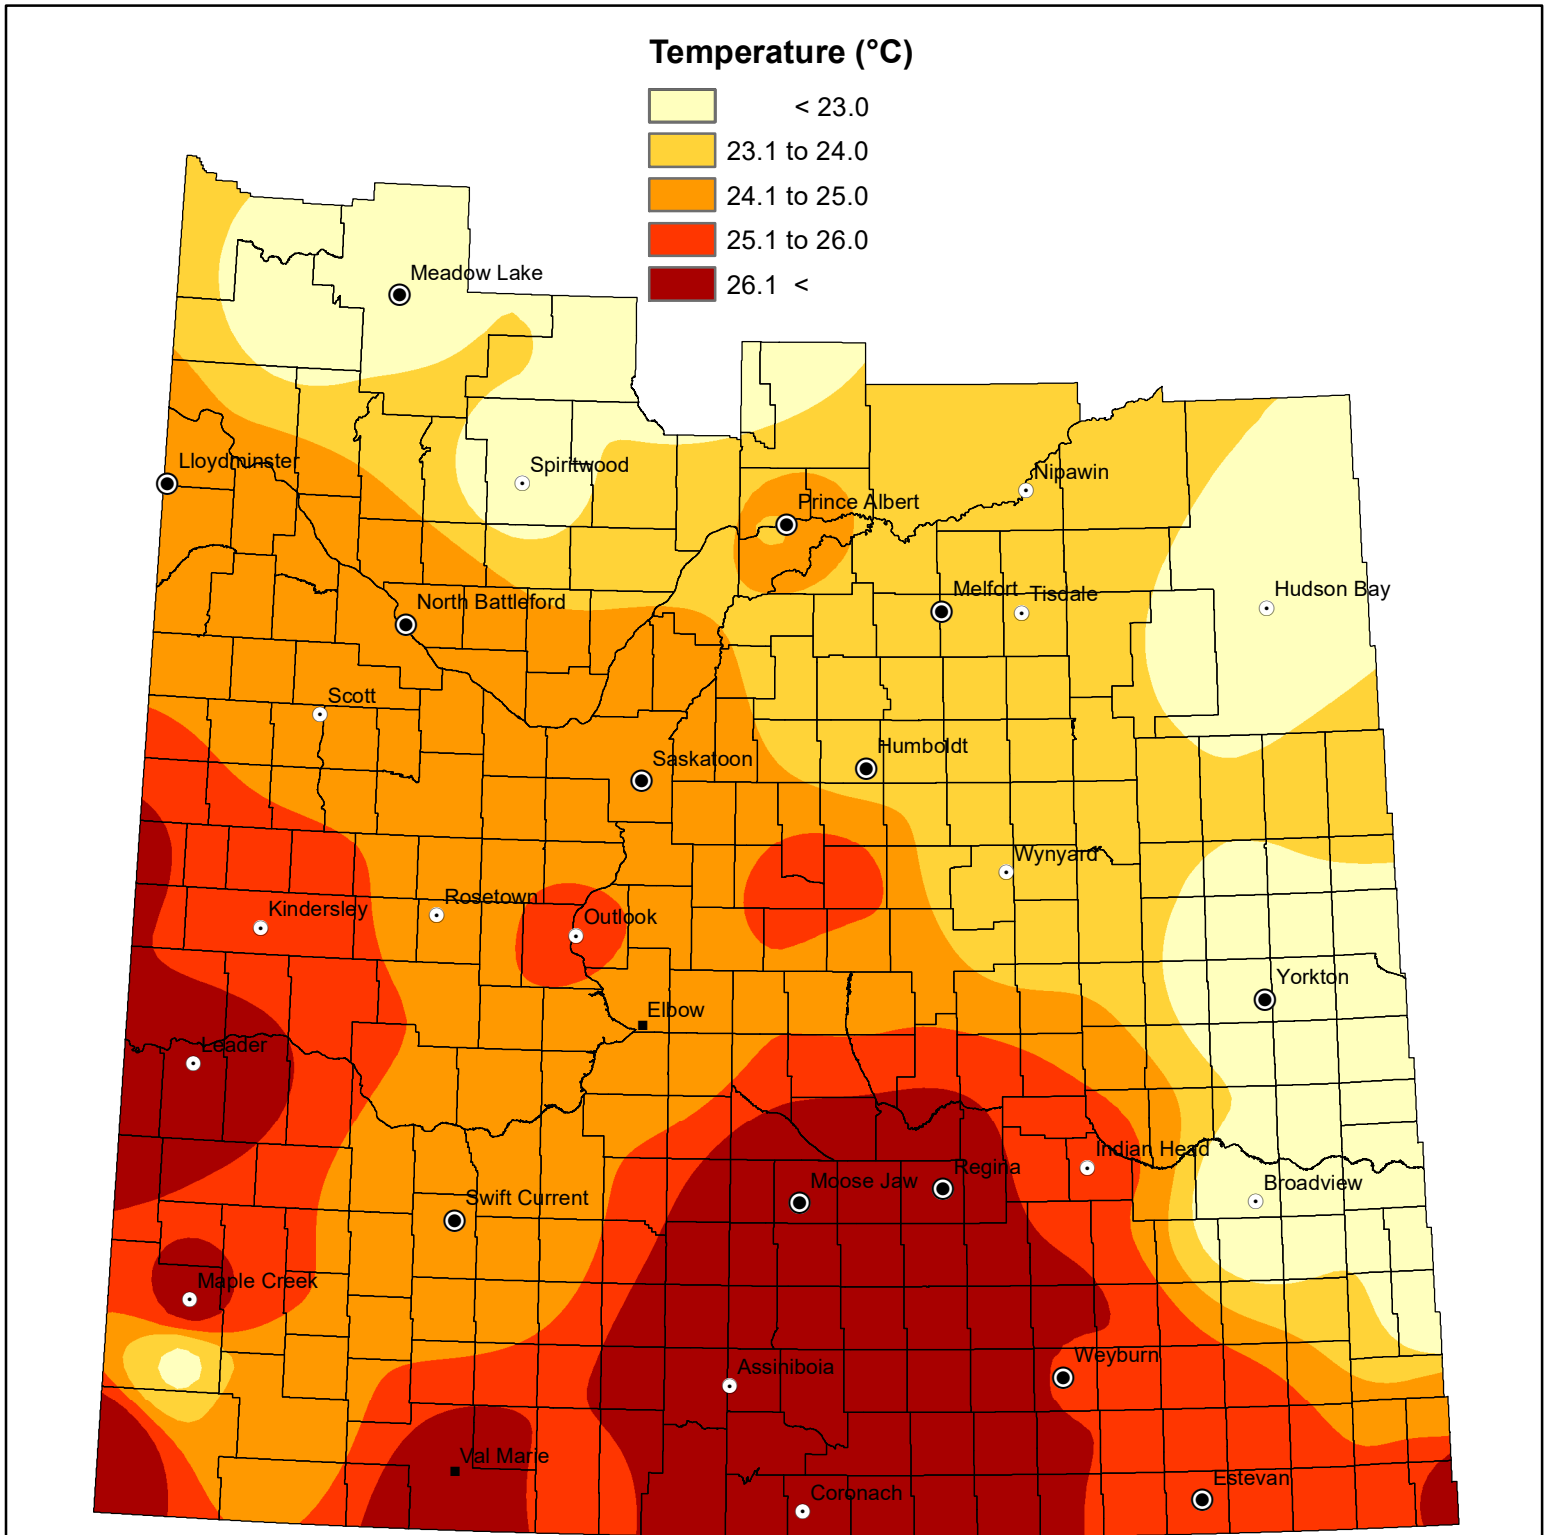 Temperature (°C)
< 23.0
23.1 to 24.0
24.1 to 25.0
25.1 to 26.0
26.1 <
Meadow Lake
Lloydminster
Spiritwood
Nipawin
Prince Albert
North Battleford
Melfort
Tisdale
Hudson Bay
Scott
Saskatoon
Humboldt
Wynyard
Rosetown
Kindersley
Outlook
Yorkton
Elbow
Leader
Indian Head
Regina
Moose Jaw
Broadview
Swift Current
Maple Creek
Weyburn
Assiniboia
Val Marie
Estevan
Coronach